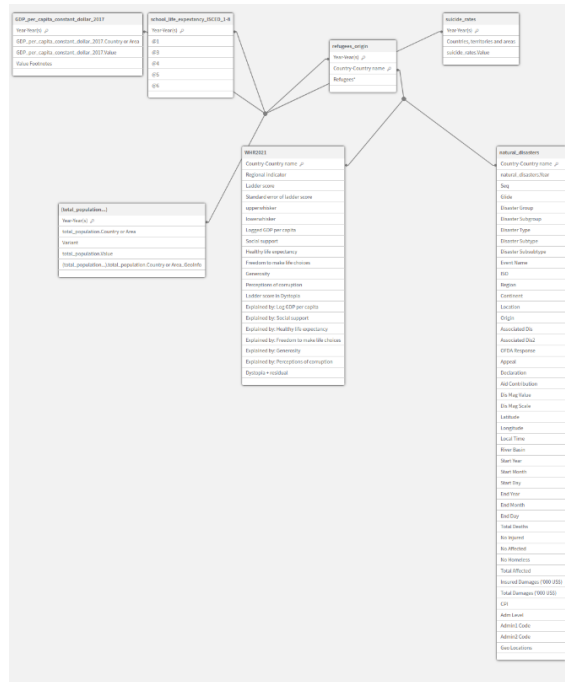 GDP_per_capita_constant_dollar_2017
Year-Year(s)
GDP_per_capita_constant_dollar_2017.Country or Area
GDP_per_capita_constant_dollar_2017.Value
Value Footnotes
school_life_expectancy_ISCED_1-8
Year-Year(s)
refugees_origin
Year-Year(s)
Country-Country name
Refugees*
suicide_rates
Year-Year(s)
Countries, territories and areas
suicide_rates.Value
[total_population...]
Year-Year(s)
total_population.Country or Area
Variant
total_population.Value
[total_population...].total_population.Country or Area_GeoInfo
WHR2021
Country-Country name
Regional indicator
Ladder score
Standard error of ladder score
upperwhisker
lowerwhisker
Logged GDP per capita
Social support
Healthy life expectancy
Freedom to make life choices
Generosity
Perceptions of corruption
Ladder score in Dystopia
Explained by: Log GDP per capita
Explained by: Social support
Explained by: Healthy life expectancy
Explained by: Freedom to make life choices
Explained by: Generosity
Explained by: Perceptions of corruption
Dystopia + residual
natural_disasters
Country-Country name
natural_disasters.Year
Seq
Glide
Disaster Group
Disaster Subgroup
Disaster Type
Disaster Subtype
Disaster Subsubtype
Event Name
ISO
Region
Continent
Location
Origin
Associated Dis
Associated Dis2
OFDA Response
Appeal
Declaration
Aid Contribution
Dis Mag Value
Dis Mag Scale
Latitude
Longitude
Local Time
River Basin
Start Year
Start Month
Start Day
End Year
End Month
End Day
Total Deaths
No Injured
No Affected
No Homeless
Total Affected
Insured Damages ('000 US$)
Total Damages ('000 US$)
CPI
Adm Level
Admin1 Code
Admin2 Code
Geo Locations